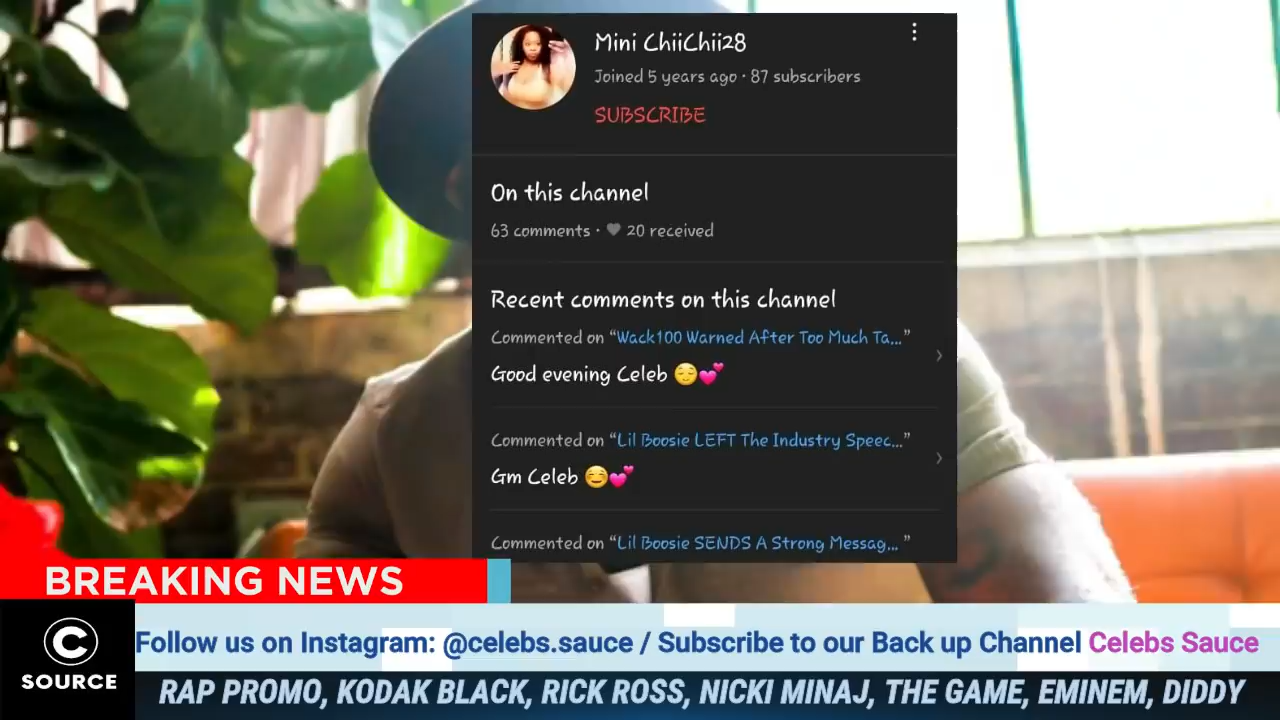 Mini ChiiChii28
Joined 5 years ago · 87 subscribers
SUBSCRIBE
On this channel
63 comments · 🖤 20 received
Recent comments on this channel
Commented on “Wack100 Warned After Too Much Ta...”
Good evening Celeb 😌💕
Commented on “Lil Boosie LEFT The Industry Speec...”
Gm Celeb ☺️💕
Commented on “Lil Boosie SENDS A Strong Messag... ”
BREAKING NEWS
C
SOURCE
Follow us on Instagram: @celebs.sauce / Subscribe to our Back up Channel Celebs Sauce
RAP PROMO, KODAK BLACK, RICK ROSS, NICKI MINAJ, THE GAME, EMINEM, DIDDY